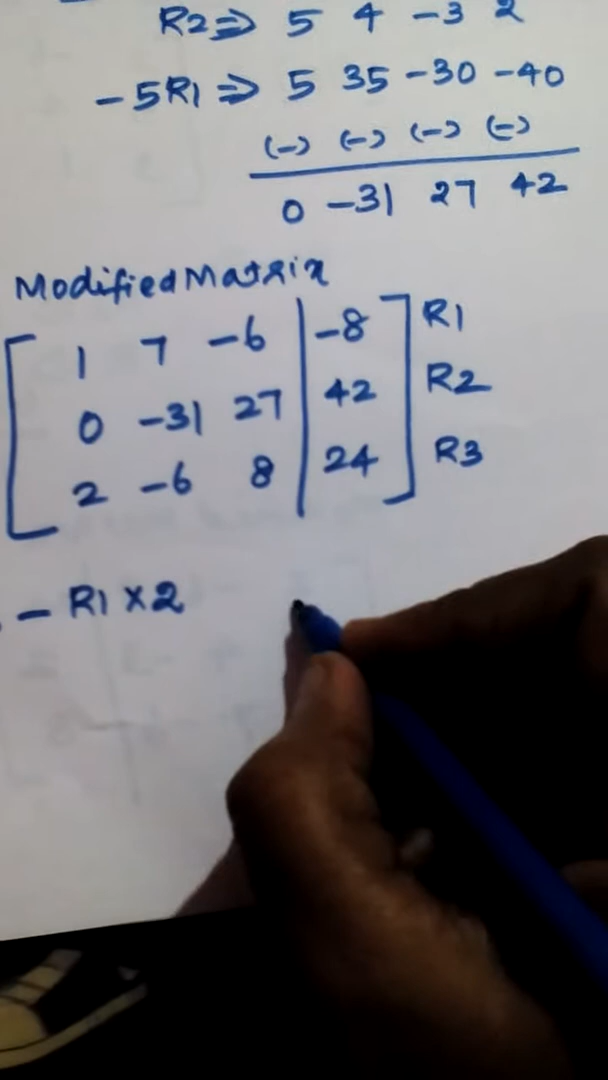 R2⇒ 5 4 -3 2
-5R1⇒ 5 35 -30 -40
(-) (-) (-) (-)
0 -31 27 42
Modified Matrix
1 7 -6 | -8 R1
0 -31 27 | 42 R2
2 -6 8 | 24 R3
- R1 ×2